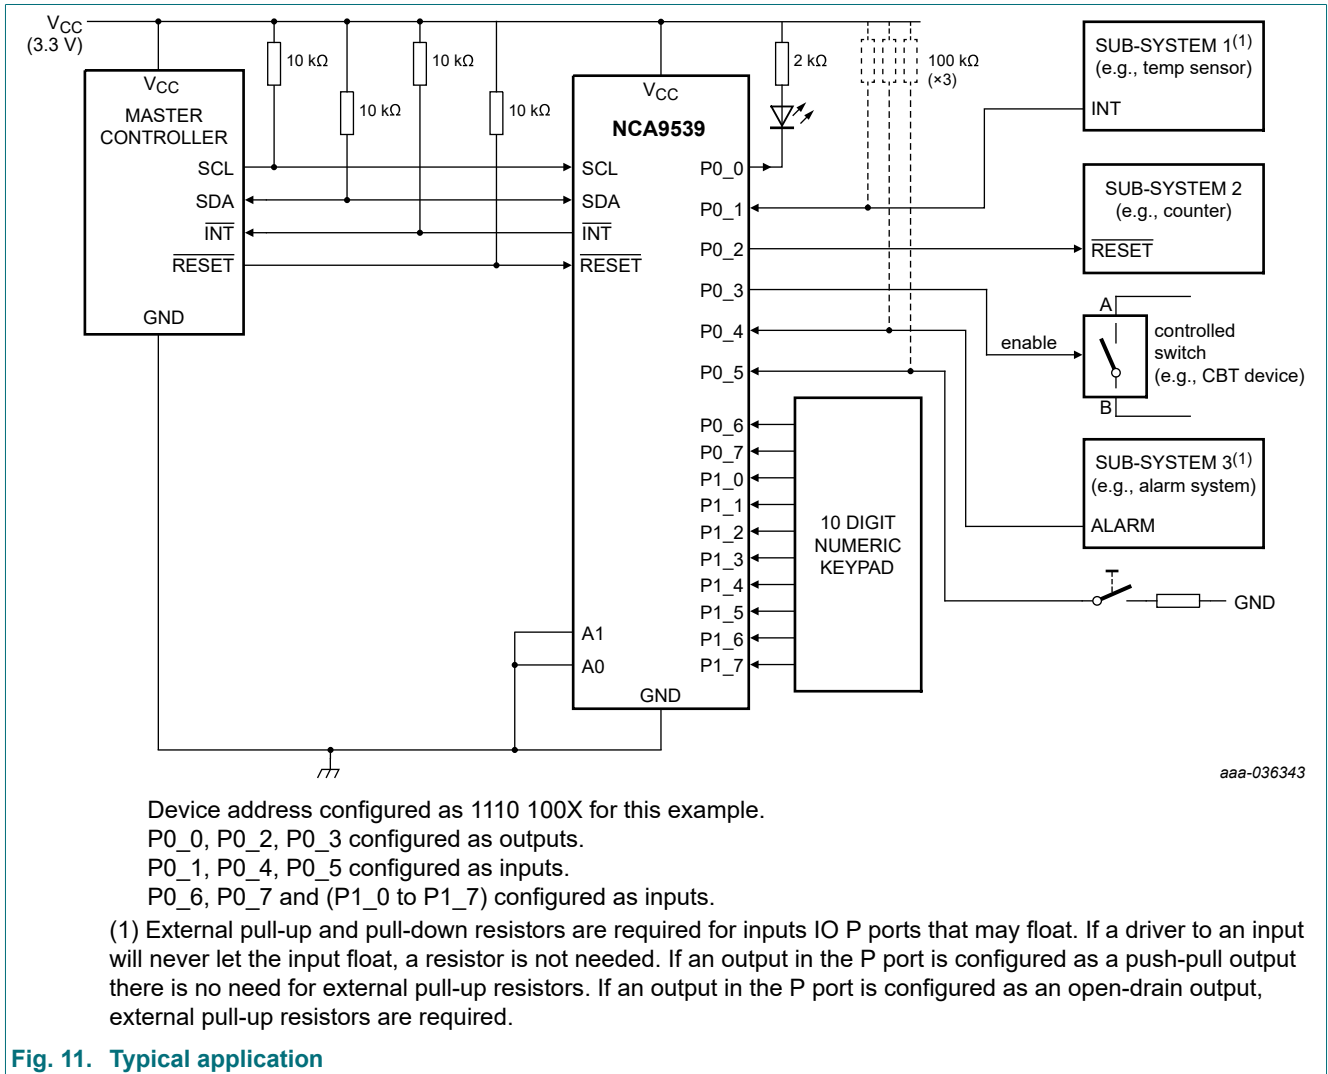 VCC
(3.3 V)
10 kΩ
10 kΩ
10 kΩ
10 kΩ
2 kΩ
100 kΩ
(×3)
VCC
MASTER
CONTROLLER
SCL
SDA
INT
RESET
GND
VCC
NCA9539
SCL
SDA
INT
RESET
A1
A0
GND
P0_0
P0_1
P0_2
P0_3
P0_4
P0_5
P0_6
P0_7
P1_0
P1_1
P1_2
P1_3
P1_4
P1_5
P1_6
P1_7
10 DIGIT
NUMERIC
KEYPAD
SUB-SYSTEM 1(1)
(e.g., temp sensor)
INT
SUB-SYSTEM 2
(e.g., counter)
RESET
A
enable
controlled
switch
(e.g., CBT device)
B
SUB-SYSTEM 3(1)
(e.g., alarm system)
ALARM
GND
aaa-036343
Device address configured as 1110 100X for this example.
P0_0, P0_2, P0_3 configured as outputs.
P0_1, P0_4, P0_5 configured as inputs.
P0_6, P0_7 and (P1_0 to P1_7) configured as inputs.
(1) External pull-up and pull-down resistors are required for inputs IO P ports that may float. If a driver to an input
will never let the input float, a resistor is not needed. If an output in the P port is configured as a push-pull output
there is no need for external pull-up resistors. If an output in the P port is configured as an open-drain output,
external pull-up resistors are required.
Fig. 11. Typical application